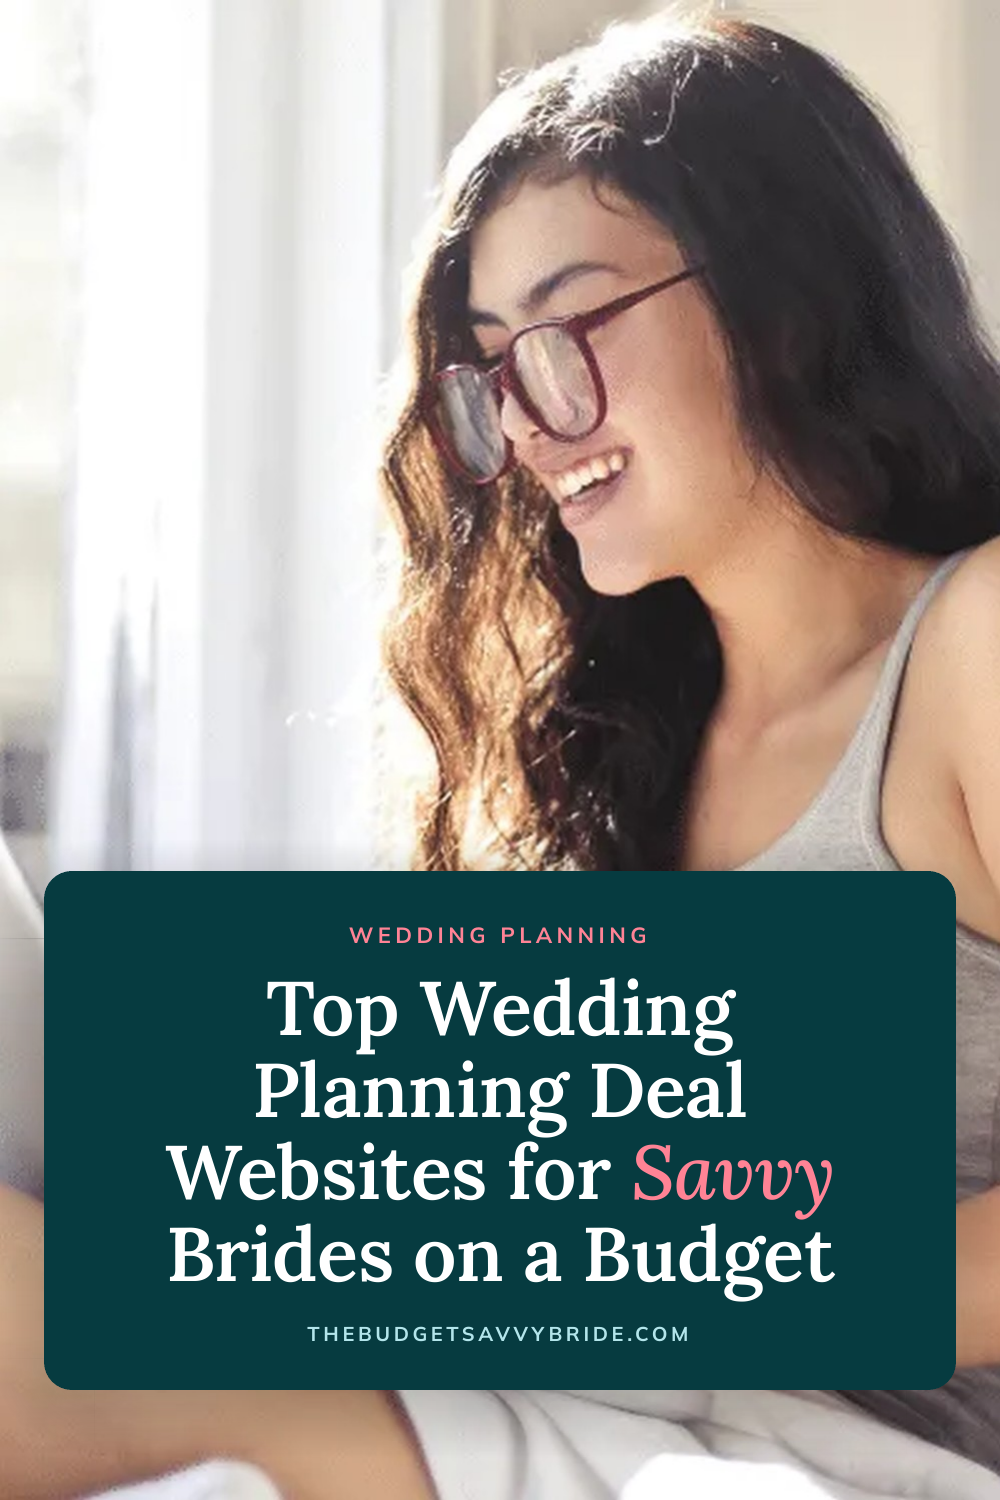 WEDDING PLANNING
Top Wedding
Planning Deal
Websites for Savvy
Brides on a Budget
THEBUDGETSAVVYBRIDE.COM